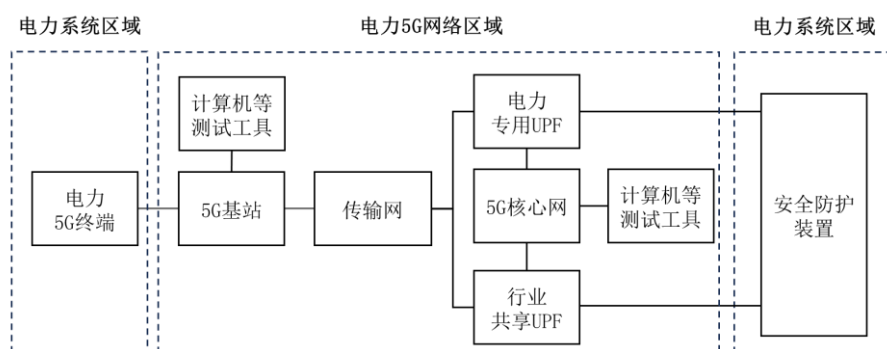 电力系统区域
电力5G网络区域
电力系统区域
计算机等
测试工具
电力
专用UPF
电力
5G终端
5G基站
传输网
5G核心网
计算机等
测试工具
安全防护
装置
行业
共享UPF